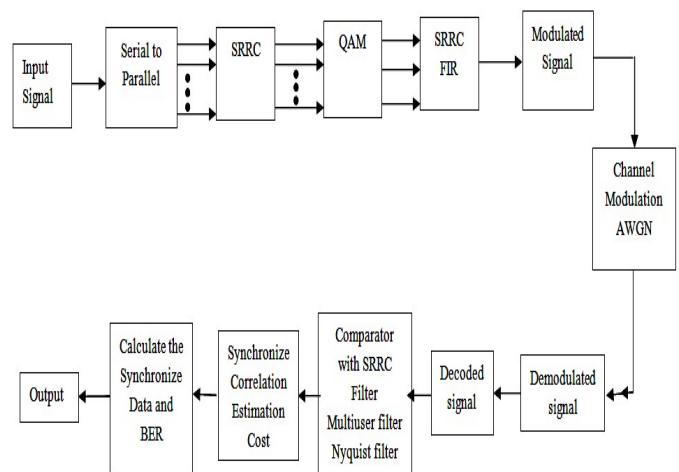 Input
Signal
Serial to
Parallel
SRRC
QAM
SRRC
FIR
Modulated
Signal
Channel
Modulation
AWGN
Demodulated
signal
Decoded
signal
Comparator
with SRRC
Filter
Multiuser filter
Nyquist filter
Synchronize
Correlation
Estimation
Cost
Calculate the
Synchronize
Data and
BER
Output